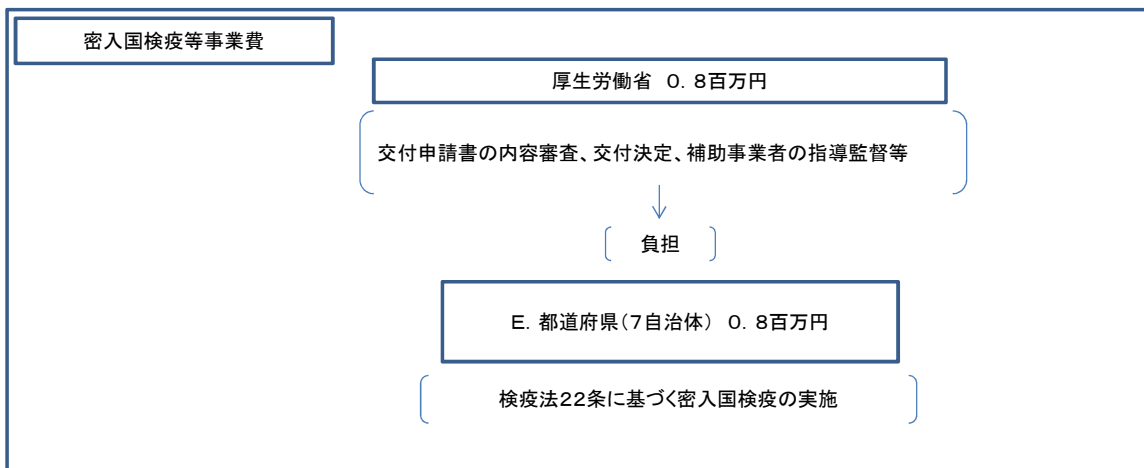 密入国検疫等事業費
厚生労働省　０．８百万円
交付申請書の内容審査、交付決定、補助事業者の指導監督等
負担
Ｅ．都道府県（７自治体）　０．８百万円
検疫法２２条に基づく密入国検疫の実施